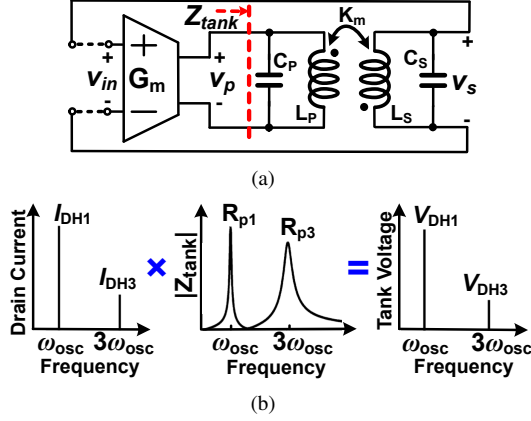 Z_tank
K_m
+ + +
C_P C_S
v_in G_m v_p v_s
- - - -
L_P L_S
(a)
Drain Current
I_DH1
I_DH3
ω_osc 3ω_osc
Frequency
×
|Z_tank|
R_p1 R_p3
ω_osc 3ω_osc
Frequency
=
Tank Voltage
V_DH1
V_DH3
ω_osc 3ω_osc
Frequency
(b)